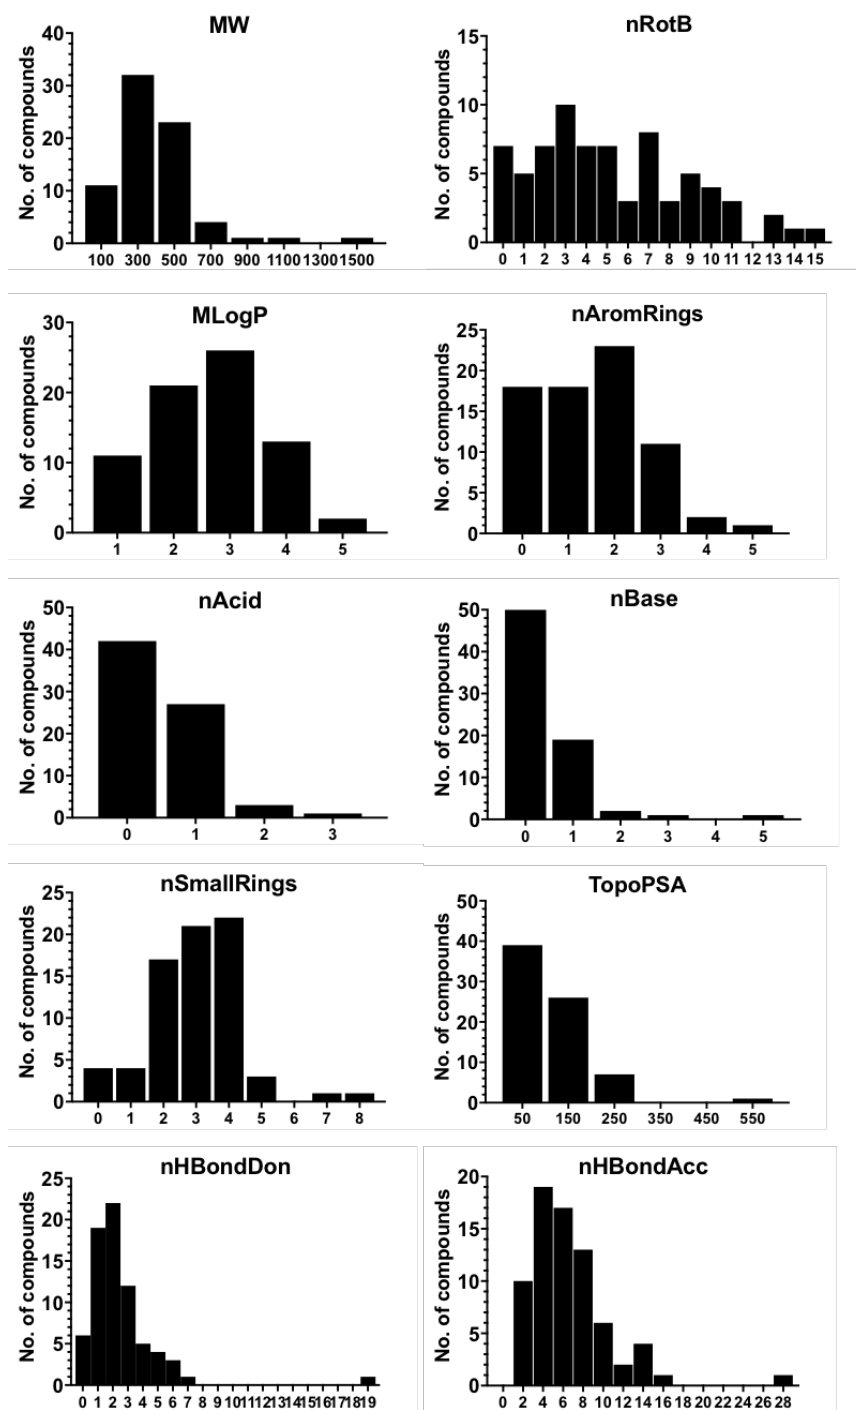 MW
No. of compounds
40
30
20
10
0
100 300 500 700 900 1100 1300 1500
nRotB
No. of compounds
15
10
5
0
0 1 2 3 4 5 6 7 8 9 10 11 12 13 14 15
MLogP
No. of compounds
30
20
10
0
1 2 3 4 5
nAromRings
No. of compounds
25
20
15
10
5
0
0 1 2 3 4 5
nAcid
No. of compounds
50
40
30
20
10
0
0 1 2 3
nBase
No. of compounds
50
40
30
20
10
0
0 1 2 3 4 5
nSmallRings
No. of compounds
25
20
15
10
5
0
0 1 2 3 4 5 6 7 8
TopoPSA
No. of compounds
50
40
30
20
10
0
50 150 250 350 450 550
nHBondDon
No. of compounds
25
20
15
10
5
0
0 1 2 3 4 5 6 7 8 9 10 11 12 13 14 15 16 17 18 19
nHBondAcc
No. of compounds
20
15
10
5
0
0 2 4 6 8 10 12 14 16 18 20 22 24 26 28